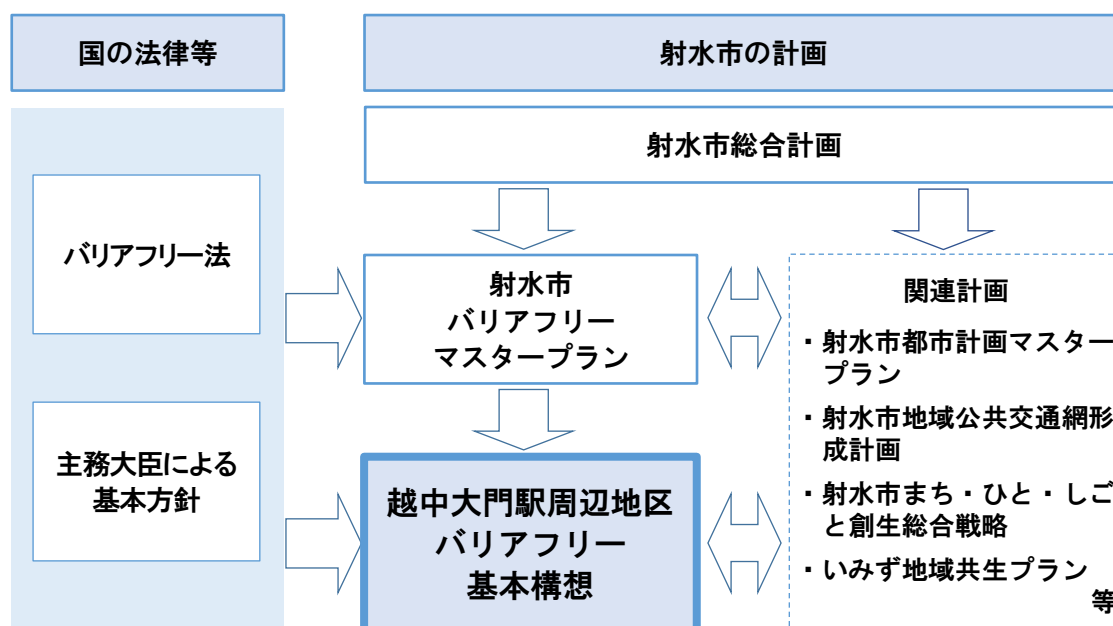 国の法律等
射水市の計画
射水市総合計画
バリアフリー法
主務大臣による
基本方針
射水市
バリアフリー
マスタープラン
越中大門駅周辺地区
バリアフリー
基本構想
関連計画
・射水市都市計画マスター
プラン
・射水市地域公共交通網形
成計画
・射水市まち・ひと・しご
と創生総合戦略
・いみず地域共生プラン
等